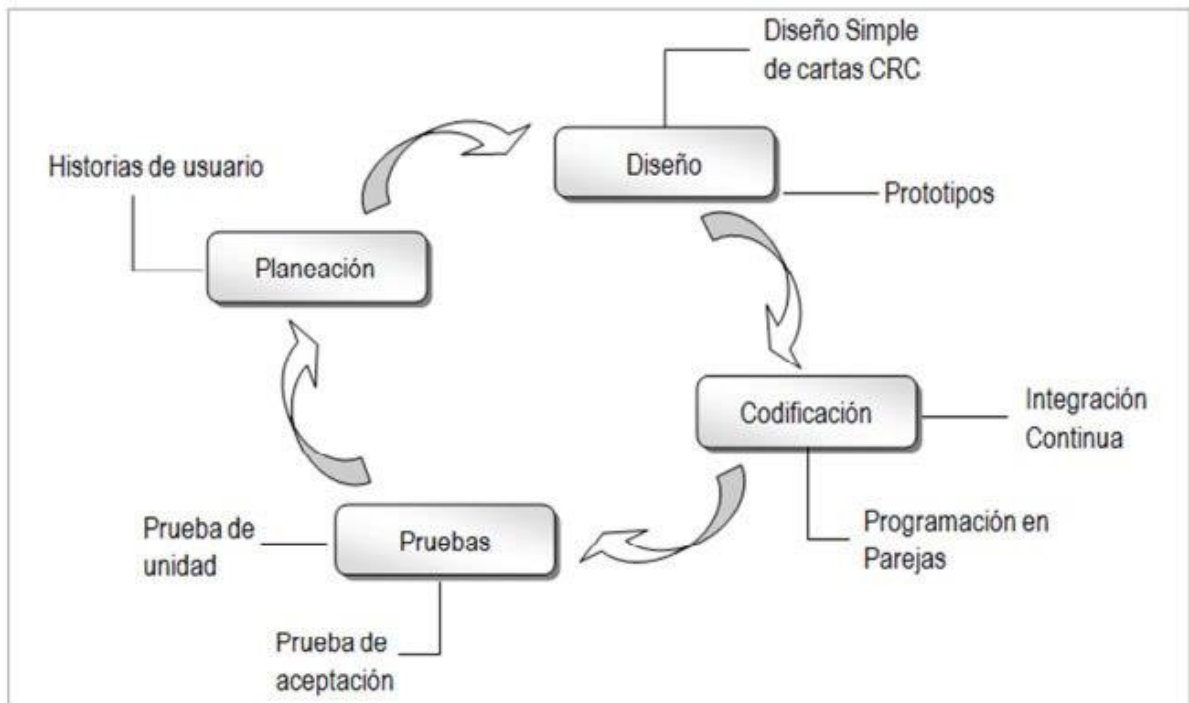 Diseño Simple
de cartas CRC
Diseño
Historias de usuario
Prototipos
Planeación
Codificación
Integración
Continua
Prueba de
unidad
Pruebas
Programación en
Parejas
Prueba de
aceptación